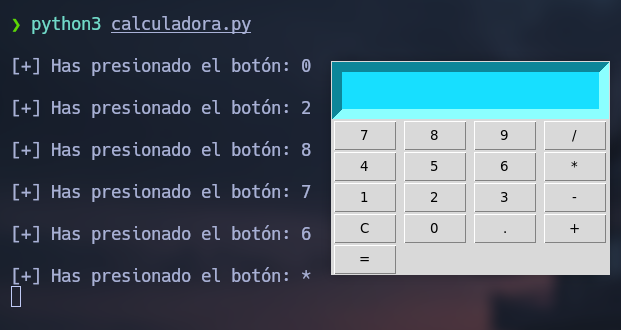 ❯ python3 calculadora.py
[+] Has presionado el botón: 0
[+] Has presionado el botón: 2
[+] Has presionado el botón: 8
[+] Has presionado el botón: 7
[+] Has presionado el botón: 6
[+] Has presionado el botón: *
7 8 9 /
4 5 6 *
1 2 3 -
C 0 . +
=